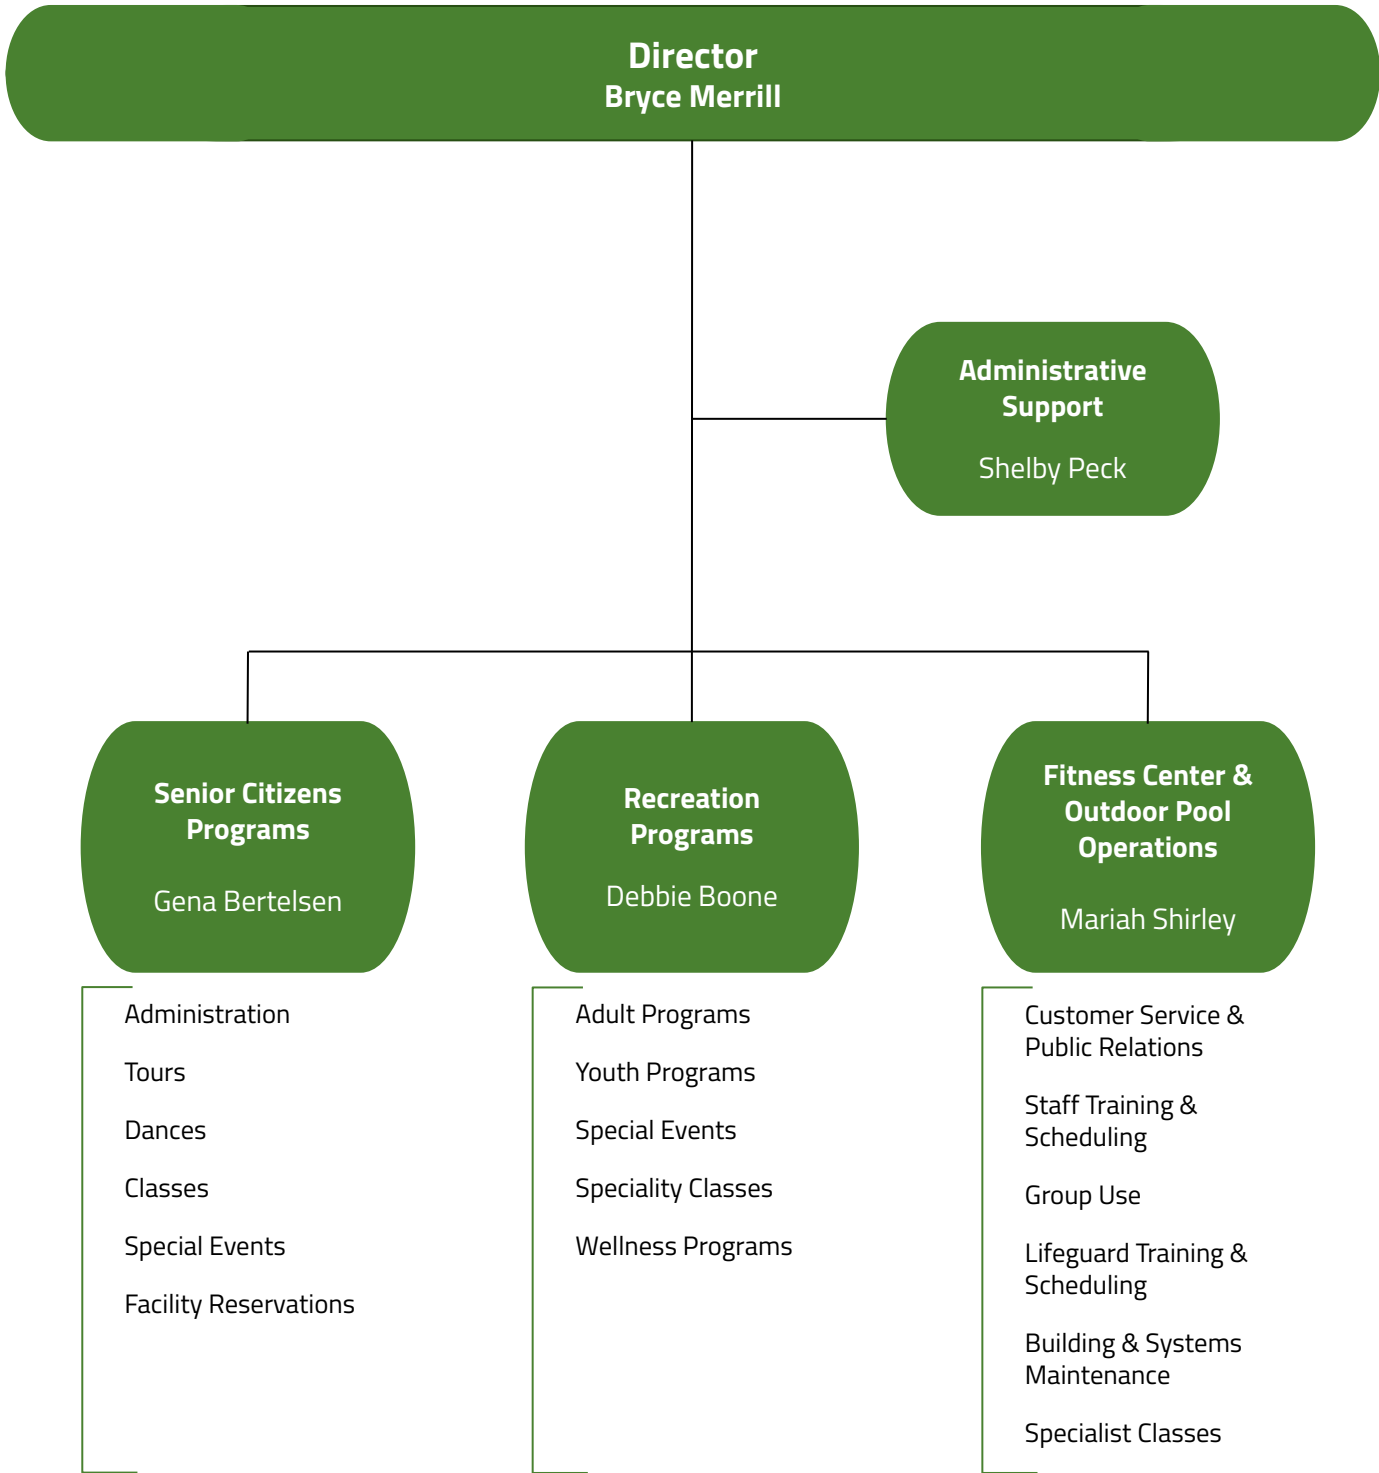 Director
Bryce Merrill
Administrative
Support
Shelby Peck
Senior Citizens
Programs
Gena Bertelsen
Recreation
Programs
Debbie Boone
Fitness Center &
Outdoor Pool
Operations
Mariah Shirley
Administration
Tours
Dances
Classes
Special Events
Facility Reservations
Adult Programs
Youth Programs
Special Events
Speciality Classes
Wellness Programs
Customer Service &
Public Relations
Staff Training &
Scheduling
Group Use
Lifeguard Training &
Scheduling
Building & Systems
Maintenance
Specialist Classes